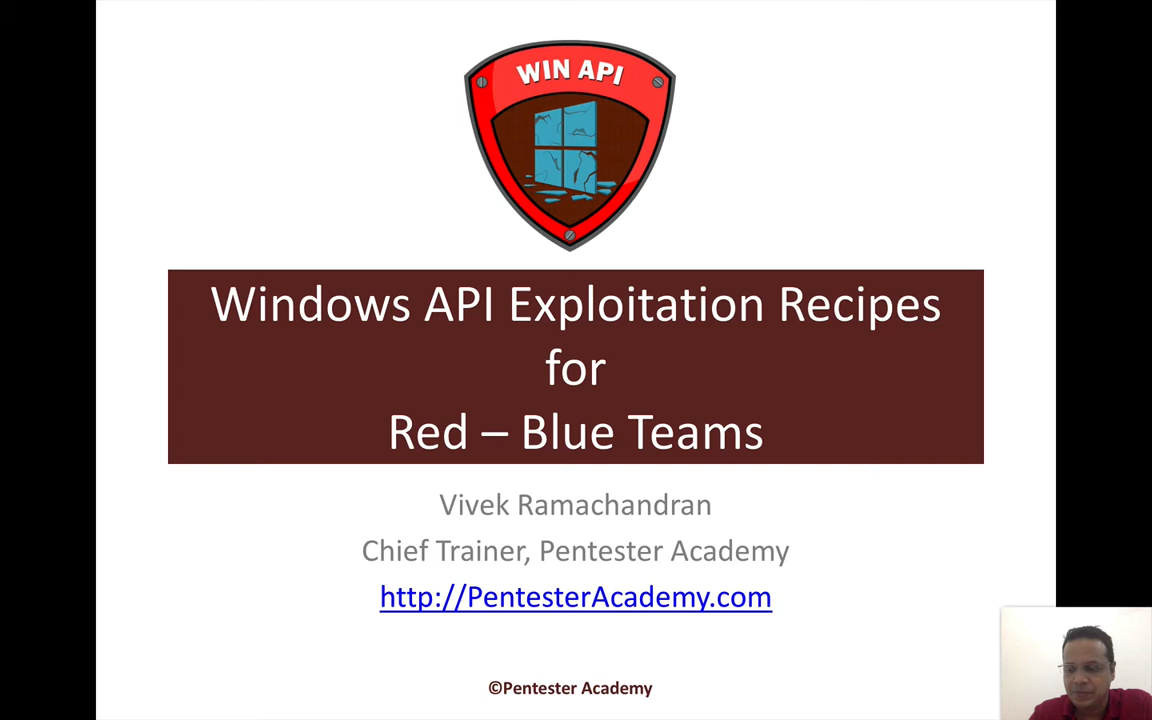 WIN API
Windows API Exploitation Recipes
for
Red – Blue Teams
Vivek Ramachandran
Chief Trainer, Pentester Academy
http://PentesterAcademy.com
©Pentester Academy